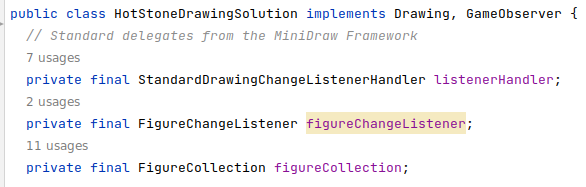 public class HotStoneDrawingSolution implements Drawing, GameObserver {
// Standard delegates from the MiniDraw Framework
7 usages
private final StandardDrawingChangeListenerHandler listenerHandler;
2 usages
private final FigureChangeListener figureChangeListener;
11 usages
private final FigureCollection figureCollection;